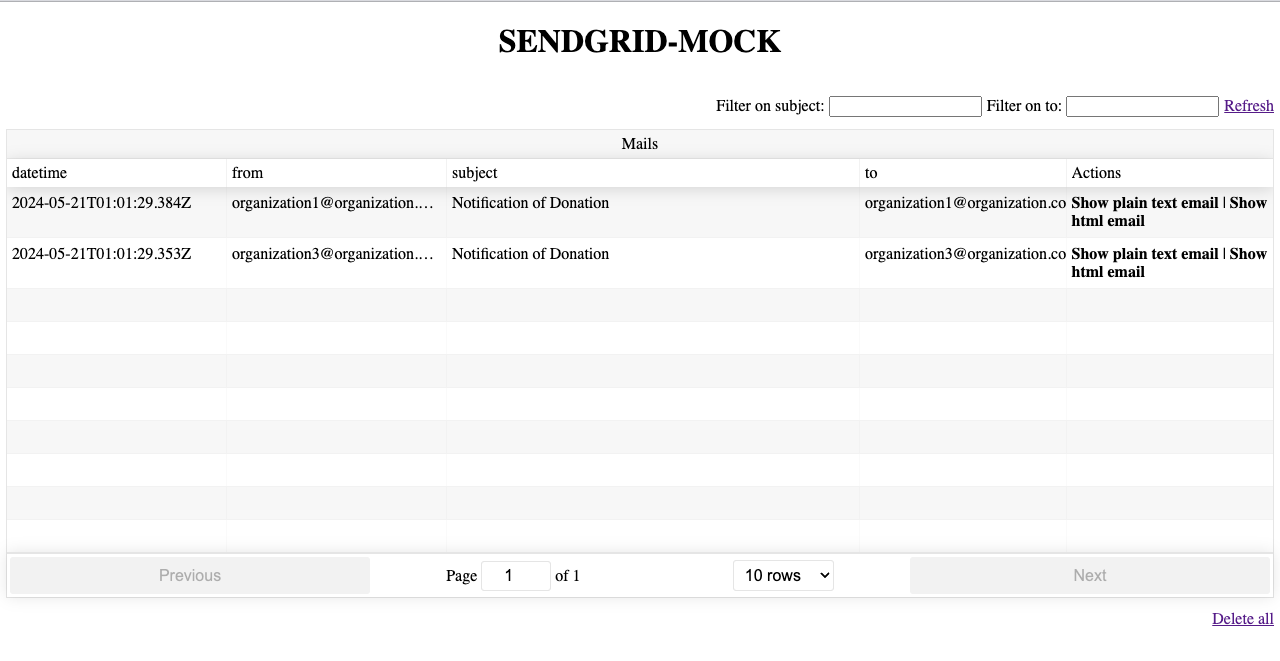 SENDGRID-MOCK
Filter on subject: Filter on to: Refresh
Mails
datetime from subject to Actions
2024-05-21T01:01:29.384Z organization1@organization.… Notification of Donation organization1@organization.co Show plain text email | Show
html email
2024-05-21T01:01:29.353Z organization3@organization.… Notification of Donation organization3@organization.co Show plain text email | Show
html email
Previous Page 1 of 1 10 rows Next
Delete all